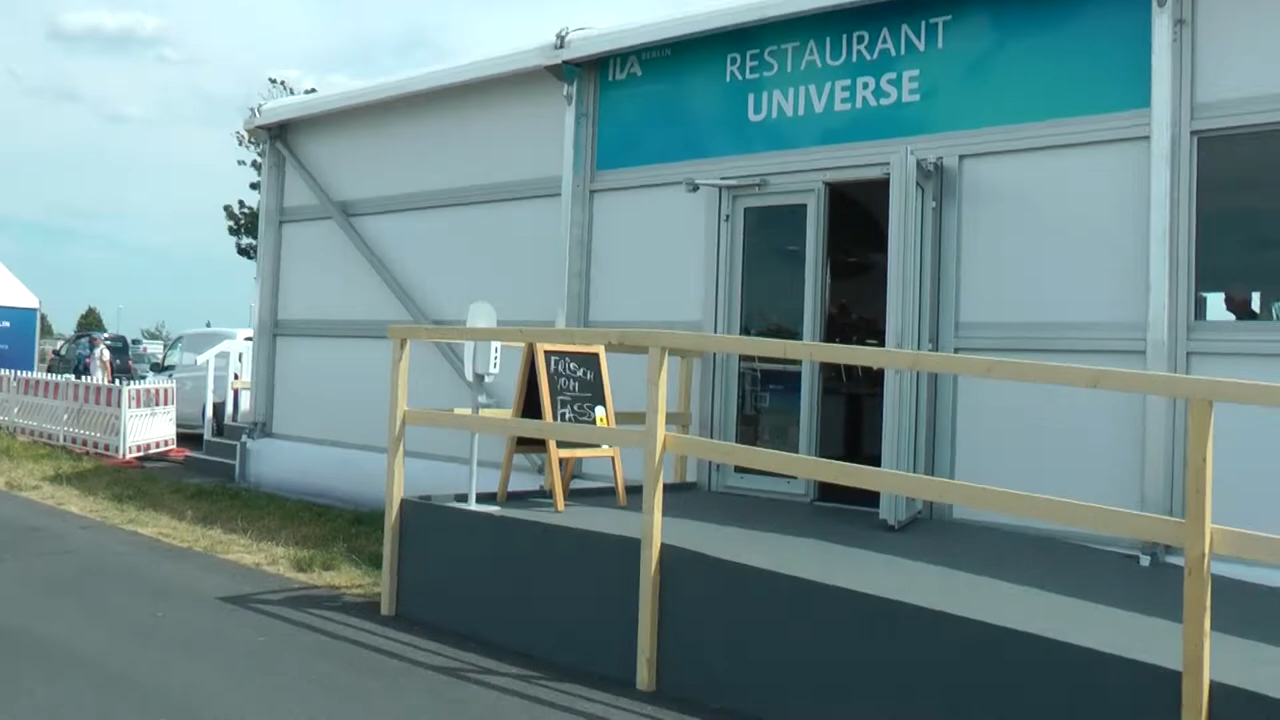 ILA BERLIN
RESTAURANT
UNIVERSE
FRISCH
VOM
FASS